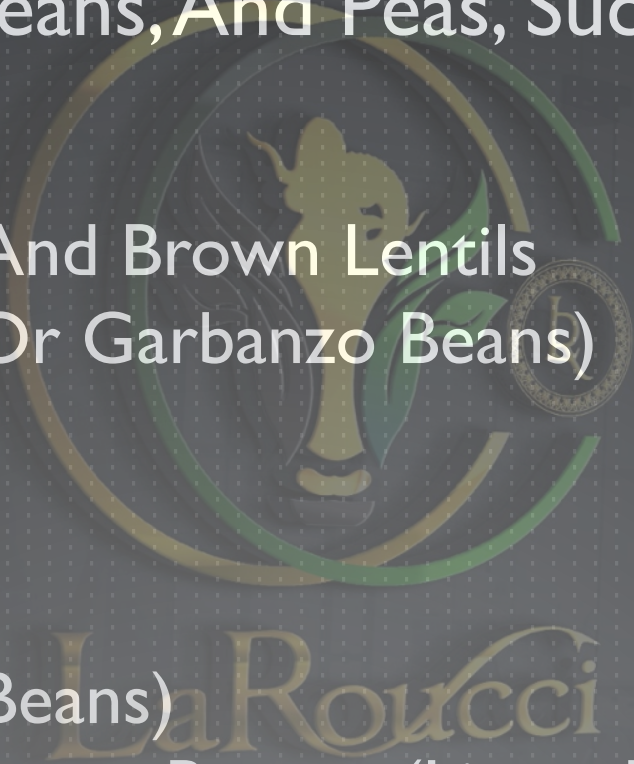 eans, And Peas, Suc
And Brown Lentils
Or Garbanzo Beans)
Beans)
LaRoucci